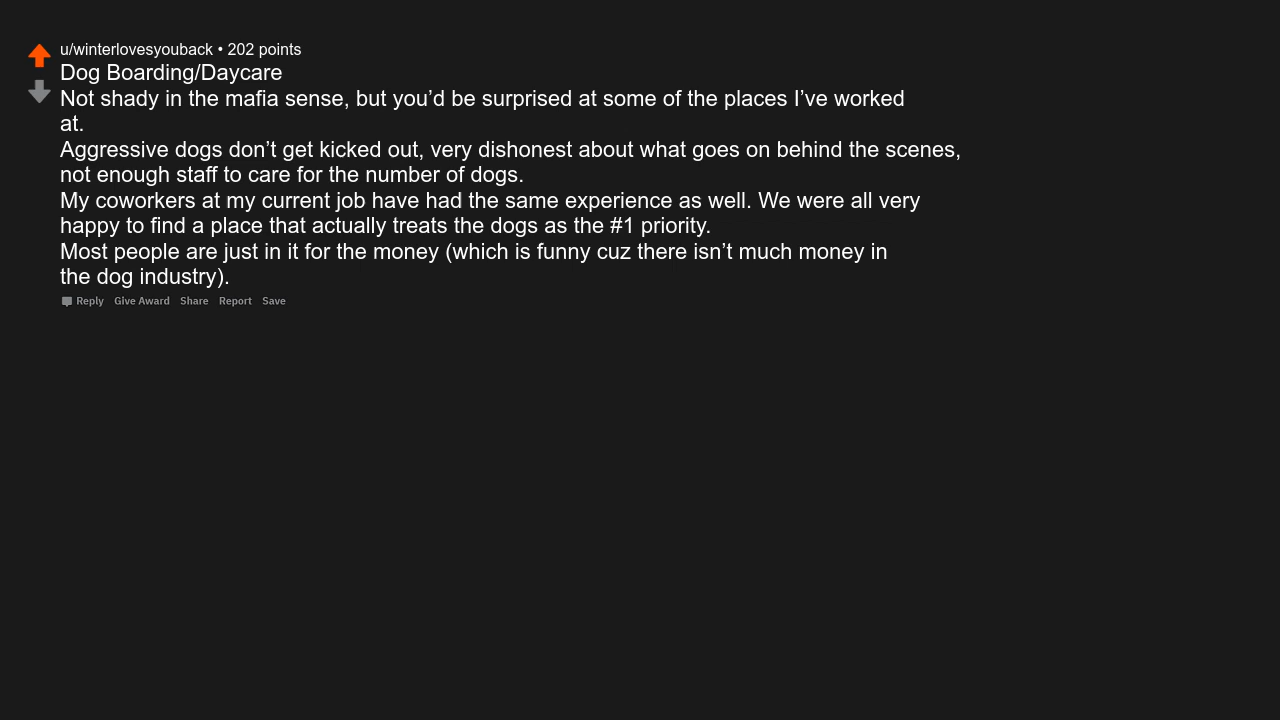 u/winterlovesyouback • 202 points
Dog Boarding/Daycare
Not shady in the mafia sense, but you’d be surprised at some of the places I’ve worked
at.
Aggressive dogs don’t get kicked out, very dishonest about what goes on behind the scenes,
not enough staff to care for the number of dogs.
My coworkers at my current job have had the same experience as well. We were all very
happy to find a place that actually treats the dogs as the #1 priority.
Most people are just in it for the money (which is funny cuz there isn’t much money in
the dog industry).
Reply Give Award Share Report Save